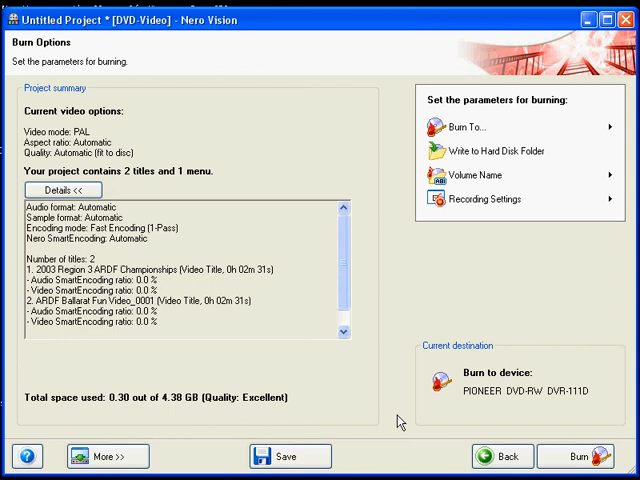 Untitled Project * [DVD-Video] - Nero Vision
Burn Options
Set the parameters for burning.
Project summary
Current video options:
Video mode: PAL
Aspect ratio: Automatic
Quality: Automatic (fit to disc)
Your project contains 2 titles and 1 menu.
Details <<
Audio format: Automatic
Sample format: Automatic
Encoding mode: Fast Encoding (1-Pass)
Nero SmartEncoding: Automatic
Number of titles: 2
1. 2003 Region 3 ARDF Championships (Video Title, 0h 02m 31s)
- Audio SmartEncoding ratio: 0.0 %
- Video SmartEncoding ratio: 0.0 %
2. ARDF Ballarat Fun Video_0001 (Video Title, 0h 02m 31s)
- Audio SmartEncoding ratio: 0.0 %
- Video SmartEncoding ratio: 0.0 %
Total space used: 0.30 out of 4.38 GB (Quality: Excellent)
Set the parameters for burning:
Burn To...
Write to Hard Disk Folder
Volume Name
Recording Settings
Current destination
Burn to device:
PIONEER DVD-RW DVR-111D
?
More >>
Save
Back
Burn